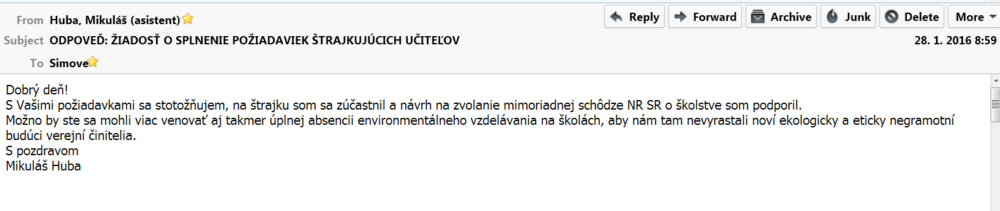 From Huba, Mikuláš (asistent) Reply Forward Archive Junk Delete More
Subject ODPOVEĎ: ŽIADOSŤ O SPLNENIE POŽIADAVIEK ŠTRAJKUJÚCICH UČITEĽOV 28. 1. 2016 8:59
To Simove
Dobrý deň!
S Vašimi požiadavkami sa stotožňujem, na štrajku som sa zúčastnil a návrh na zvolanie mimoriadnej schôdze NR SR o školstve som podporil.
Možno by ste sa mohli viac venovať aj takmer úplnej absencii environmentálneho vzdelávania na školách, aby nám tam nevyrastali noví ekologicky a eticky negramotní
budúci verejní činitelia.
S pozdravom
Mikuláš Huba